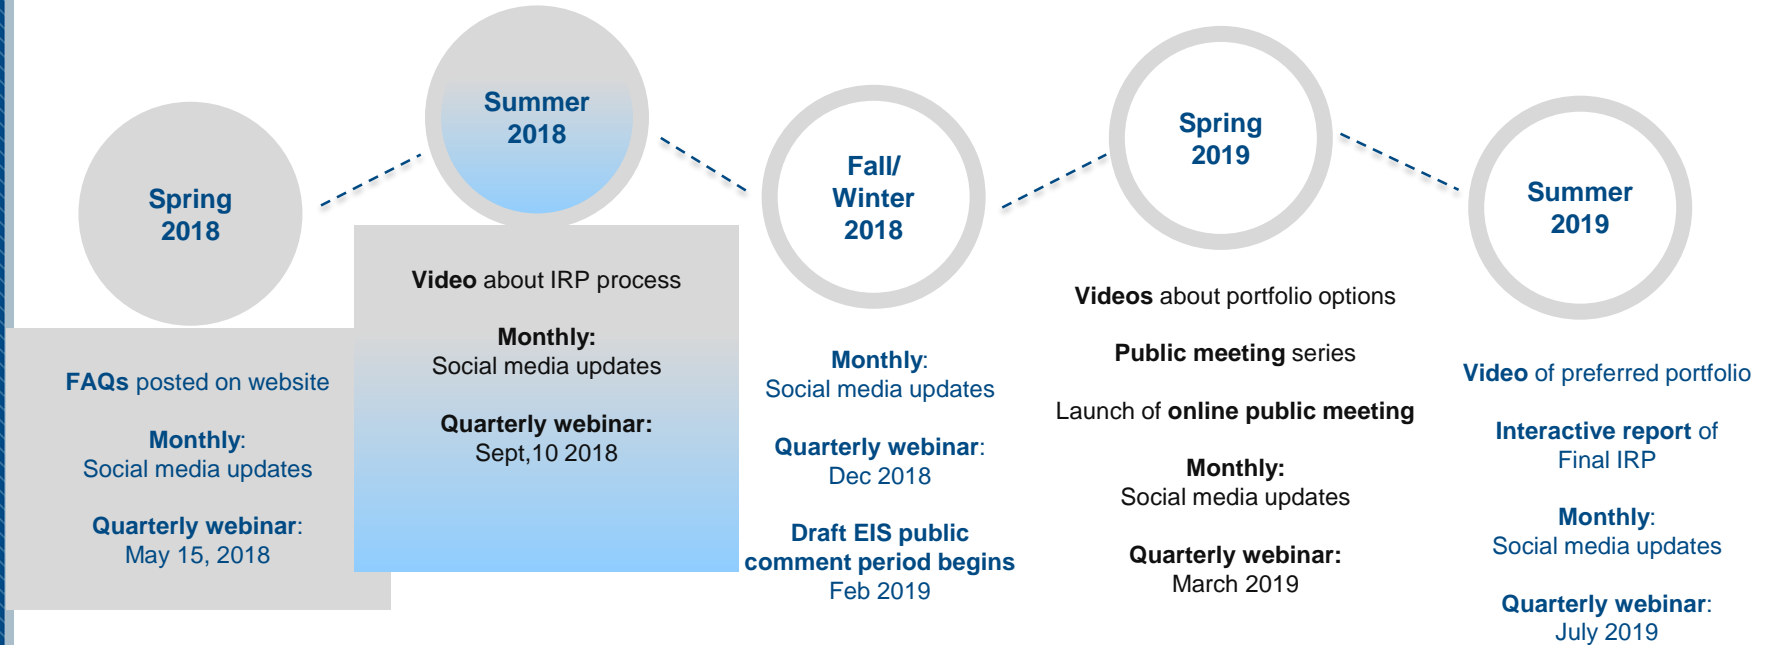 Spring
2018
FAQs posted on website
Monthly:
Social media updates
Quarterly webinar:
May 15, 2018
Summer
2018
Video about IRP process
Monthly:
Social media updates
Quarterly webinar:
Sept,10 2018
Fall/
Winter
2018
Monthly:
Social media updates
Quarterly webinar:
Dec 2018
Draft EIS public
comment period begins
Feb 2019
Spring
2019
Videos about portfolio options
Public meeting series
Launch of online public meeting
Monthly:
Social media updates
Quarterly webinar:
March 2019
Summer
2019
Video of preferred portfolio
Interactive report of
Final IRP
Monthly:
Social media updates
Quarterly webinar:
July 2019